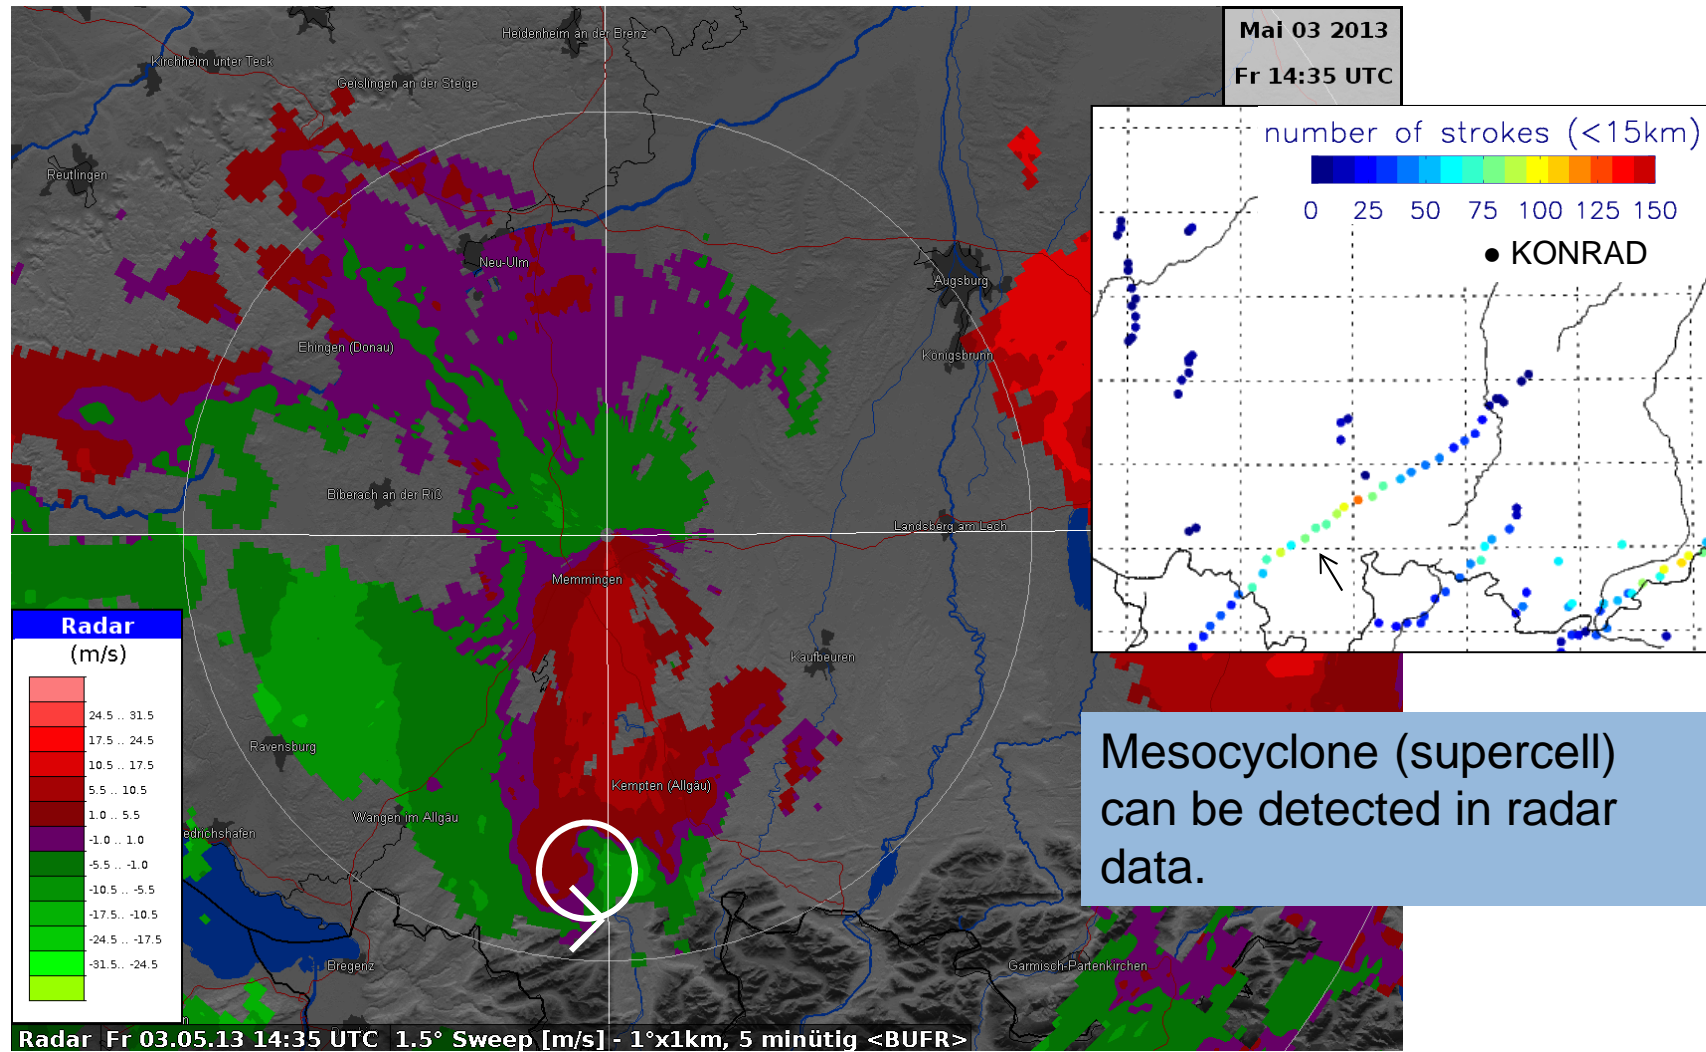 Mai 03 2013
Fr 14:35 UTC
Heidenheim an der Brenz
Kirchheim unter Teck
Geislingen an der Steige
Reutlingen
Neu-Ulm
Augsburg
Ehingen (Donau)
Königsbrunn
Biberach an der Riß
Landsberg am Lech
Memmingen
Kaufbeuren
Ravensburg
Kempten (Allgäu)
Wangen im Allgäu
edrichshafen
Bregenz
Garmisch-Partenkirchen
number of strokes (<15km)
0 25 50 75 100 125 150
● KONRAD
Radar
(m/s)
24.5 .. 31.5
17.5 .. 24.5
10.5 .. 17.5
5.5 .. 10.5
1.0 .. 5.5
-1.0 .. 1.0
-5.5 .. -1.0
-10.5 .. -5.5
-17.5 .. -10.5
-24.5 .. -17.5
-31.5 .. -24.5
Mesocyclone (supercell)
can be detected in radar
data.
Radar Fr 03.05.13 14:35 UTC 1.5° Sweep [m/s] - 1°x1km, 5 minütig <BUFR>